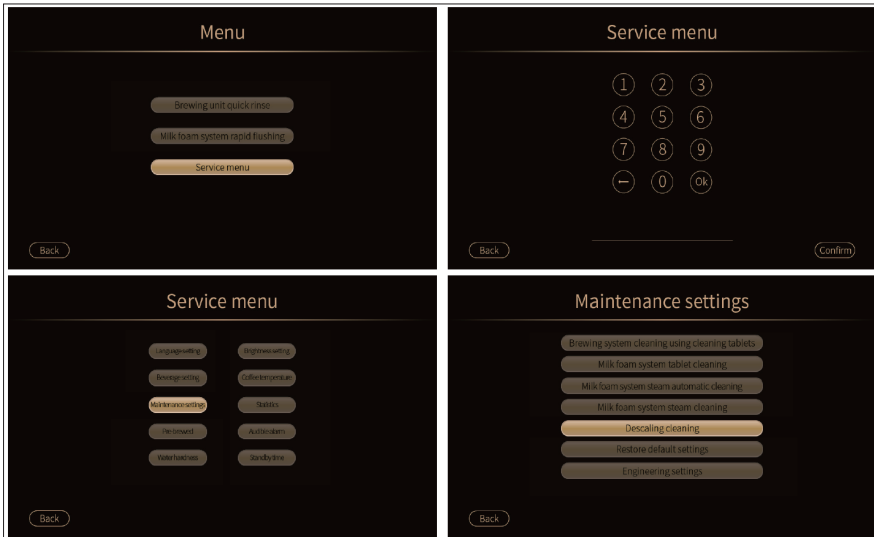 Menu
Brewing unit quick rinse
Milk foam system rapid flushing
Service menu
Back
Service menu
1 2 3
4 5 6
7 8 9
← 0 Ok
Back
Confirm
Service menu
Language setting
Brightness setting
Beverage setting
Coffee temperature
Maintenance settings
Statistics
Pre-brewed
Audible alarm
Water hardness
Standby time
Back
Maintenance settings
Brewing system cleaning using cleaning tablets
Milk foam system tablet cleaning
Milk foam system steam automatic cleaning
Milk foam system steam cleaning
Descaling cleaning
Restore default settings
Engineering settings
Back